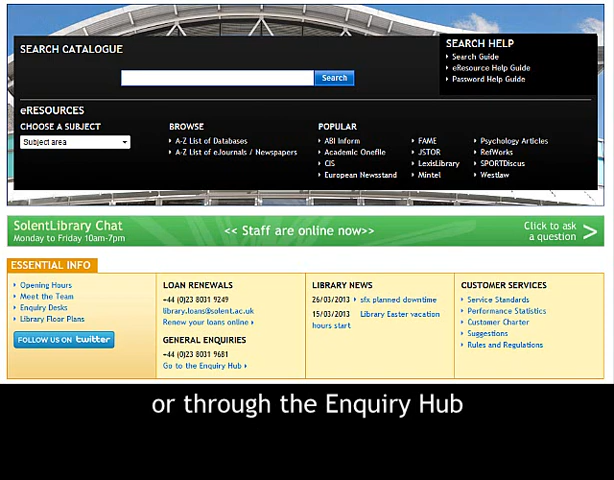 SEARCH CATALOGUE
Search
SEARCH HELP
Search Guide
eResource Help Guide
Password Help Guide
eRESOURCES
CHOOSE A SUBJECT
Subject area
BROWSE
A-Z List of Databases
A-Z List of eJournals / Newspapers
POPULAR
ABI Inform
Academic Onefile
CIS
European Newsstand
FAME
JSTOR
LexisLibrary
Mintel
Psychology Articles
RefWorks
SPORTDiscus
Westlaw
SolentLibrary Chat
Monday to Friday 10am-7pm
<< Staff are online now>>
Click to ask
a question >
ESSENTIAL INFO
Opening Hours
Meet the Team
Enquiry Desks
Library Floor Plans
FOLLOW US ON twitter
LOAN RENEWALS
+44 (0)23 8031 9249
library.loans@solent.ac.uk
Renew your loans online
GENERAL ENQUIRIES
+44 (0)23 8031 9681
Go to the Enquiry Hub
LIBRARY NEWS
26/03/2013 sfx planned downtime
15/03/2013 Library Easter vacation
hours start
CUSTOMER SERVICES
Service Standards
Performance Statistics
Customer Charter
Suggestions
Rules and Regulations
or through the Enquiry Hub